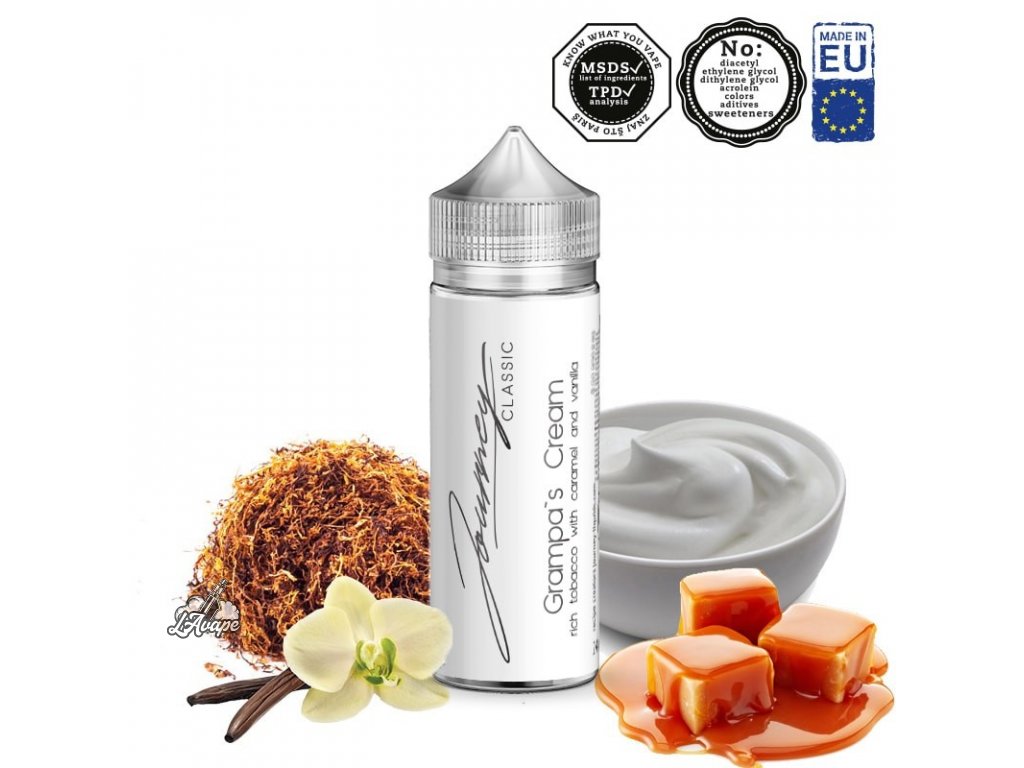 KNOW WHAT YOU VAPE
MSDS✓
list of ingredients
TPD✓
analysis
ZNAJ ŠTO PARIŠ
No:
diacetyl
ethylene glycol
dithylene glycol
acrolein
colors
aditives
sweeteners
MADE IN
EU
Journey
CLASSIC
Grampa`s Cream
rich tobacco with caramel and vanilla
LAvape